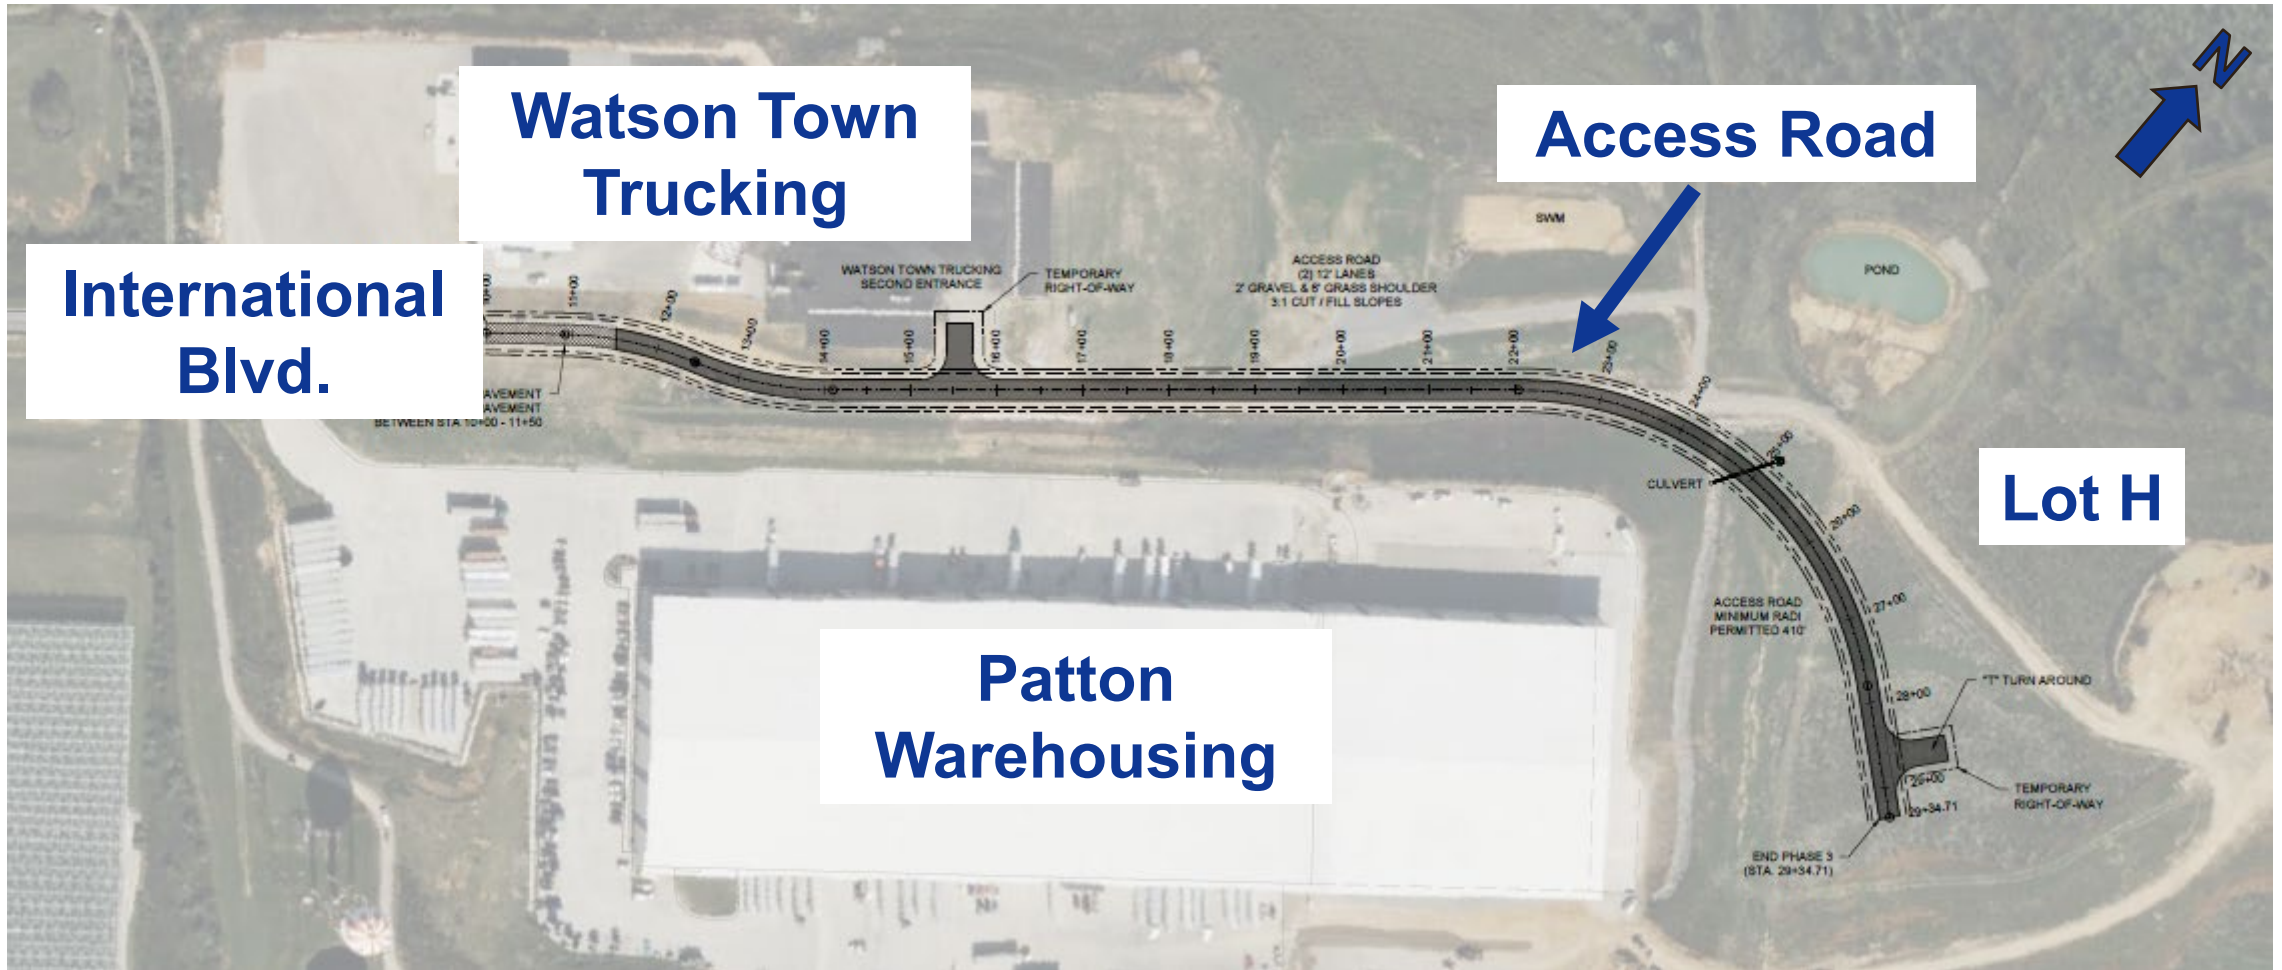 N
Watson Town
Trucking
Access Road
International
Blvd.
Lot H
Patton
Warehousing
SWM
POND
WATSON TOWN TRUCKING
SECOND ENTRANCE
TEMPORARY
RIGHT-OF-WAY
ACCESS ROAD
(2) 12' LANES
2' GRAVEL & 8' GRASS SHOULDER
3:1 CUT / FILL SLOPES
10+00
11+00
12+00
13+00
14+00
15+00
16+00
17+00
18+00
19+00
20+00
21+00
22+00
23+00
24+00
25+00
26+00
27+00
28+00
29+00
29+34.71
AVEMENT
AVEMENT
BETWEEN STA 10+00 - 11+50
CULVERT
ACCESS ROAD
MINIMUM RADI
PERMITTED 410'
"T" TURN AROUND
TEMPORARY
RIGHT-OF-WAY
END PHASE 3
(STA. 29+34.71)